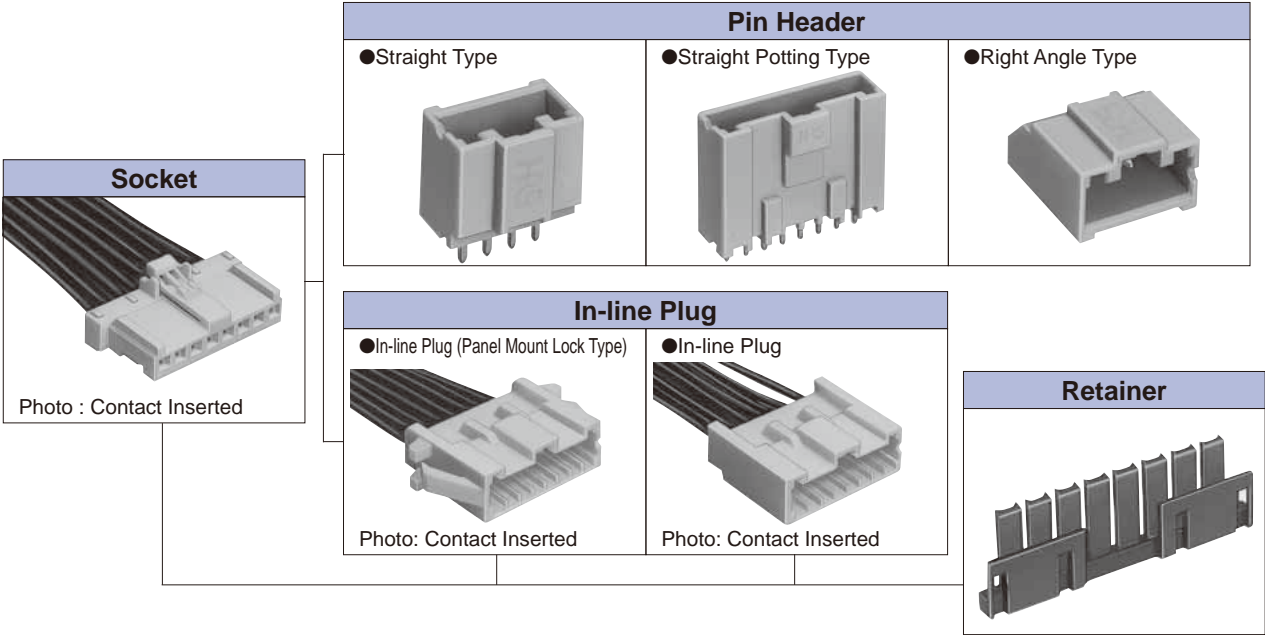 Pin Header
●Straight Type
●Straight Potting Type
●Right Angle Type
Socket
Photo : Contact Inserted
In-line Plug
●In-line Plug (Panel Mount Lock Type)
●In-line Plug
Photo: Contact Inserted
Photo: Contact Inserted
Retainer